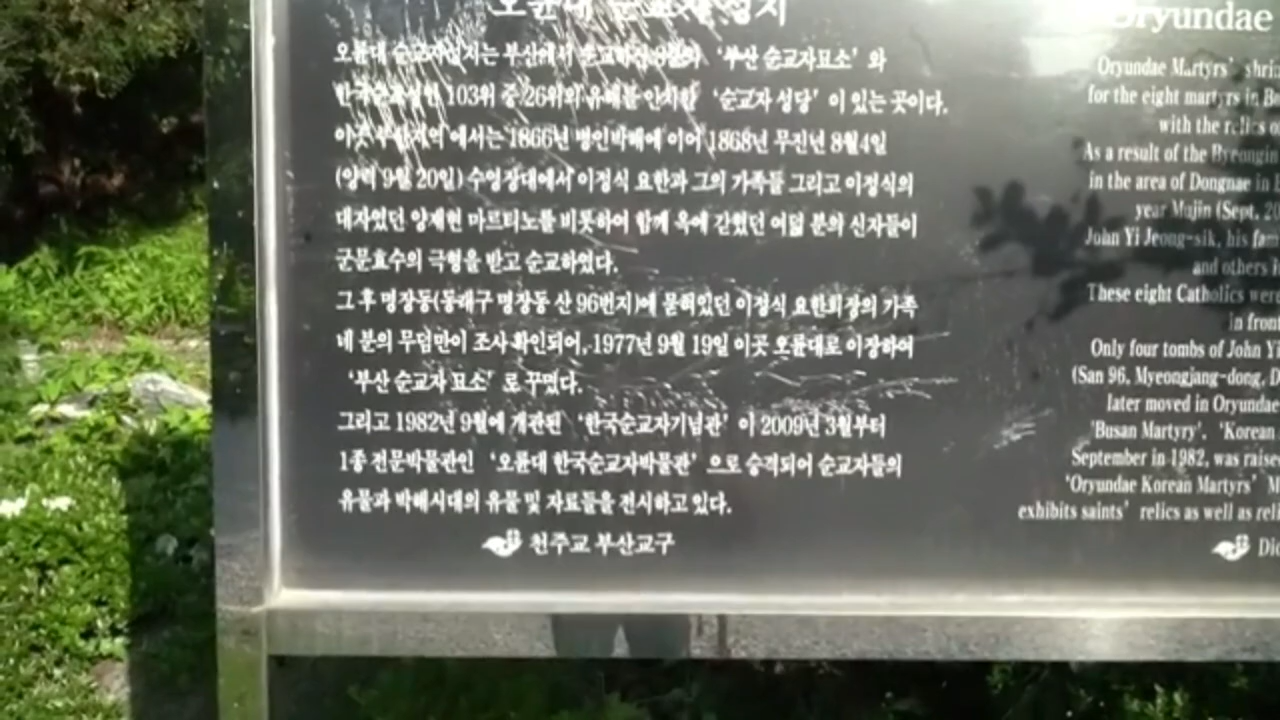 오륜대 순교자 성지
오륜대 순교자성지는 부산에서 순교하신 8명의 ‘부산 순교자묘소’ 와
한국순교성인 103위 중 26위의 유해를 안치한 ‘순교자 성당’ 이 있는 곳이다.
이곳 부산지역 에서는 1866년 병인박해에 이어 1868년 무진년 8월4일
(양력 9월 20일) 수영장대에서 이정식 요한과 그의 가족들 그리고 이정식의
대자였던 양재현 마르티노를 비롯하여 함께 옥에 갇혔던 여덟 분의 신자들이
군문효수의 극형을 받고 순교하였다.
그 후 명장동(동래구 명장동 산 96번지)에 묻혀있던 이정식 요한회장의 가족
네 분의 무덤만이 조사 확인되어, 1977년 9월 19일 이곳 오륜대로 이장하여
‘부산 순교자 묘소’ 로 꾸몄다.
그리고 1982년 9월에 개관된 ‘한국순교자기념관’ 이 2009년 3월부터
1종 전문박물관인 ‘오륜대 한국순교자박물관’ 으로 승격되어 순교자들의
유물과 박해시대의 유물 및 자료들을 전시하고 있다.
천주교 부산교구
Oryundae
Oryundae Martyrs’
for the eight martyrs in
with the relics
As a result of the Byeongin
in the area of Dongnae in
year Mujin (Sept.
John Yi Jeong-sik, his
and others
These eight Catholics were
in front
Only four tombs of John Yi
(San 96, Myeongjang-dong,
later moved in Oryundae
'Busan Martyry', ‘Korean
September in 1982, was
‘Oryundae Korean Martyrs’
exhibits saints’ relics as well as